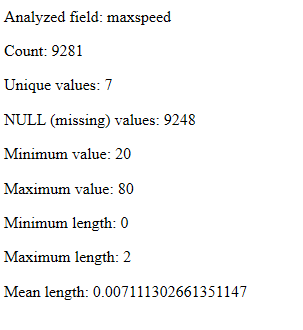 Analyzed field: maxspeed
Count: 9281
Unique values: 7
NULL (missing) values: 9248
Minimum value: 20
Maximum value: 80
Minimum length: 0
Maximum length: 2
Mean length: 0.007111302661351147